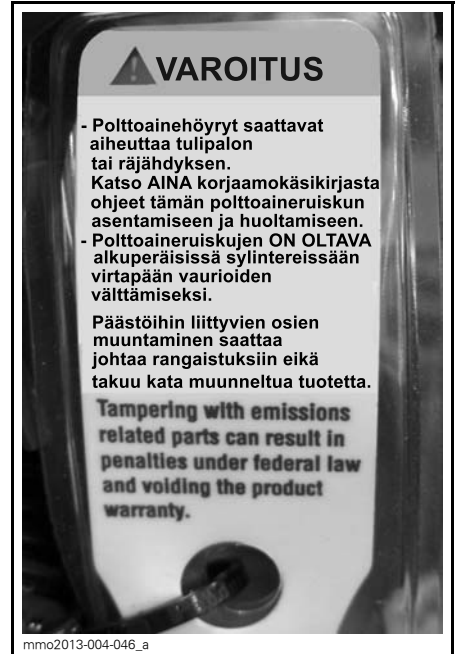 VAROITUS
- Polttoainehöyryt saattavat
aiheuttaa tulipalon
tai räjähdyksen.
Katso AINA korjaamokäsikirjasta
ohjeet tämän polttoaineruiskun
asentamiseen ja huoltamiseen.
- Polttoaineruiskujen ON OLTAVA
alkuperäisissä sylintereissään
virtapään vaurioiden
välttämiseksi.
Päästöihin liittyvien osien
muuntaminen saattaa
johtaa rangaistuksiin eikä
takuu kata muunneltua tuotetta.
Tampering with emissions
related parts can result in
penalties under federal law
and voiding the product
warranty.
mmo2013-004-046_a